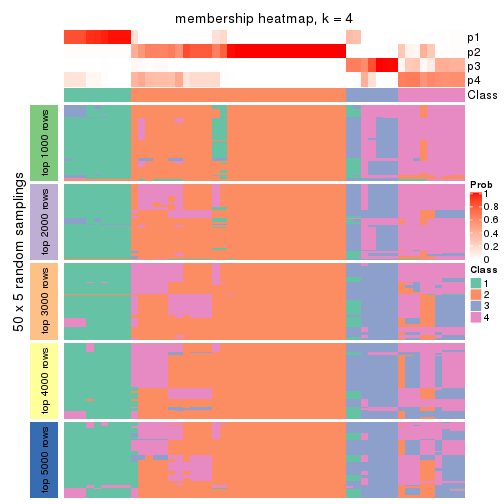 membership heatmap, k = 4
p1
p2
p3
p4
Class
50 x 5 random samplings
top 1000 rows
top 2000 rows
top 3000 rows
top 4000 rows
top 5000 rows
Prob
1
0.8
0.6
0.4
0.2
0
Class
1
2
3
4